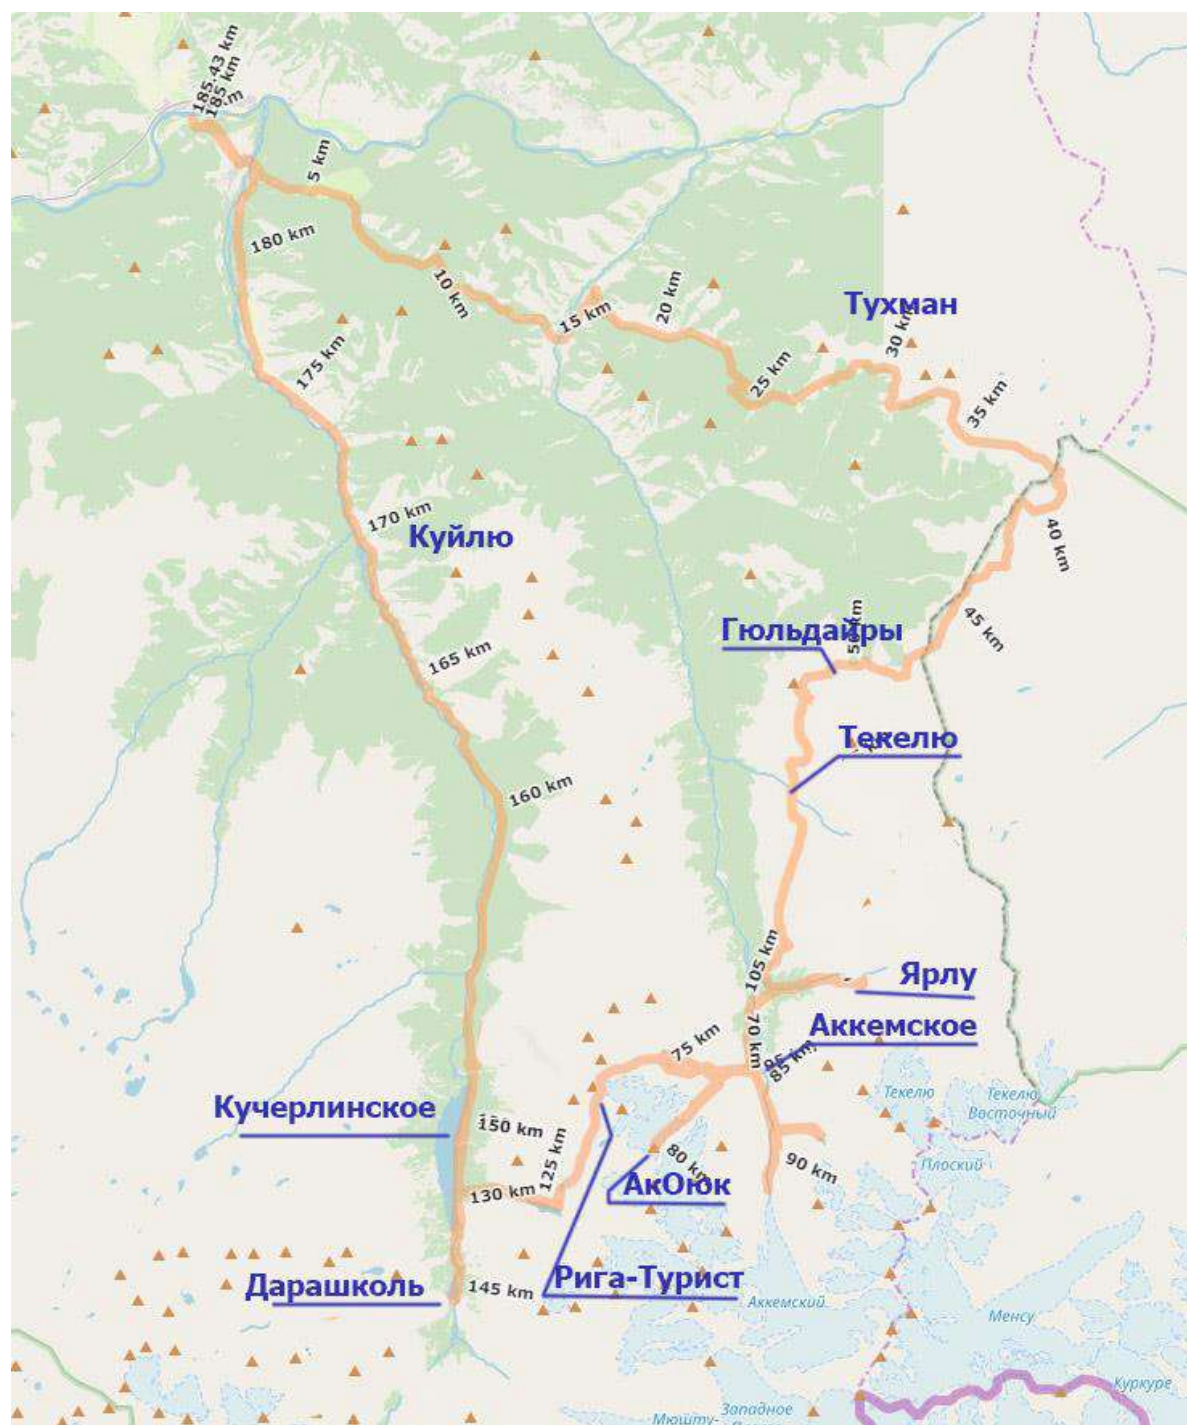 185.43 km
185 km
5 km
180 km
10 km
15 km
20 km
Тухман
30 km
175 km
25 km
35 km
170 km
Куйлю
40 km
45 km
Гюльдайры
50 km
165 km
Текелю
160 km
105 km
Ярлу
70 km
Аккемское
75 km
85 km
Текелю
Текелю
Восточный
Кучерлинское
150 km
125 km
80 km
90 km
Плоский
130 km
АкОюк
Дарашколь
145 km
Рига-Турист
Аккемский
Менсу
Куркуре
Западное
Мюшту-